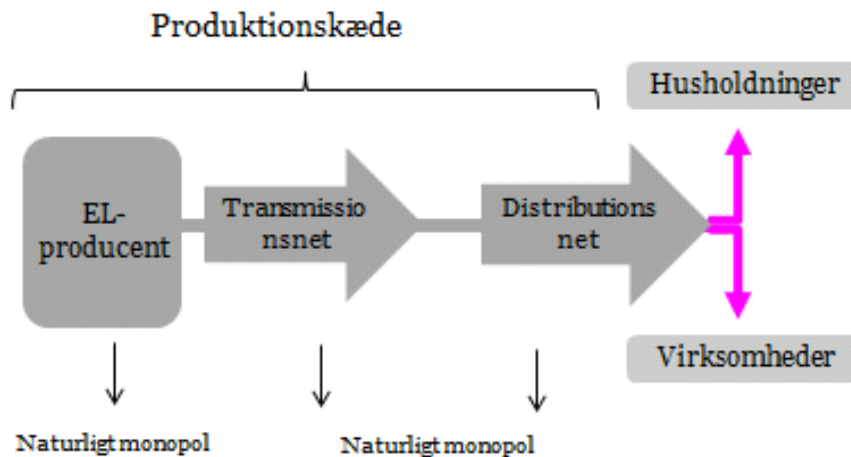 Produktionskæde
Husholdninger
EL-
producent
Transmissio
nsnet
Distributions
net
Virksomheder
Naturligt monopol
Naturligt monopol